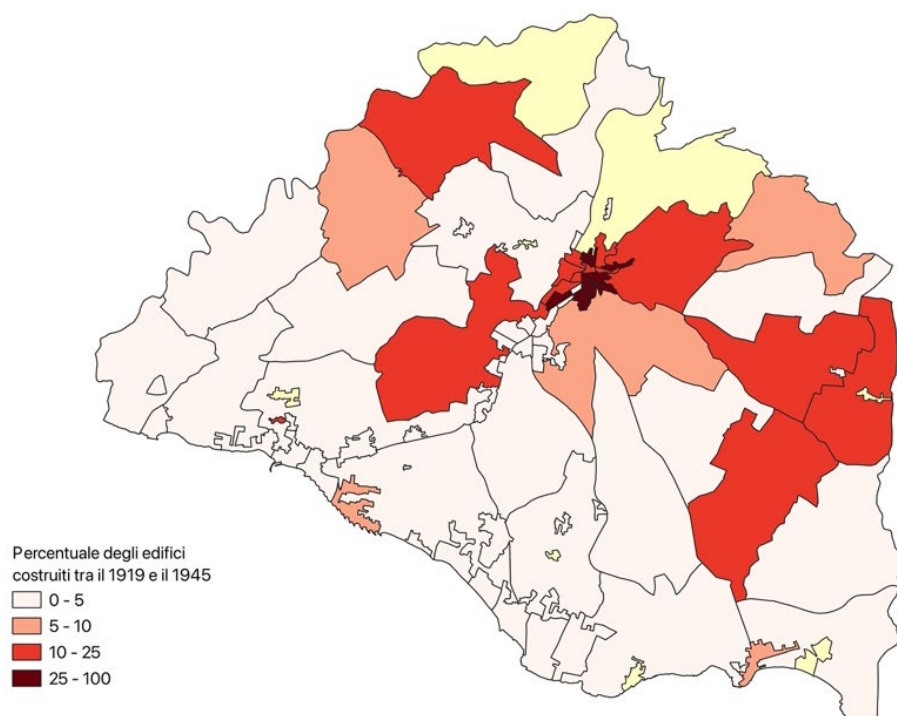 Percentuale degli edifici
costruiti tra il 1919 e il 1945
0 - 5
5 - 10
10 - 25
25 - 100